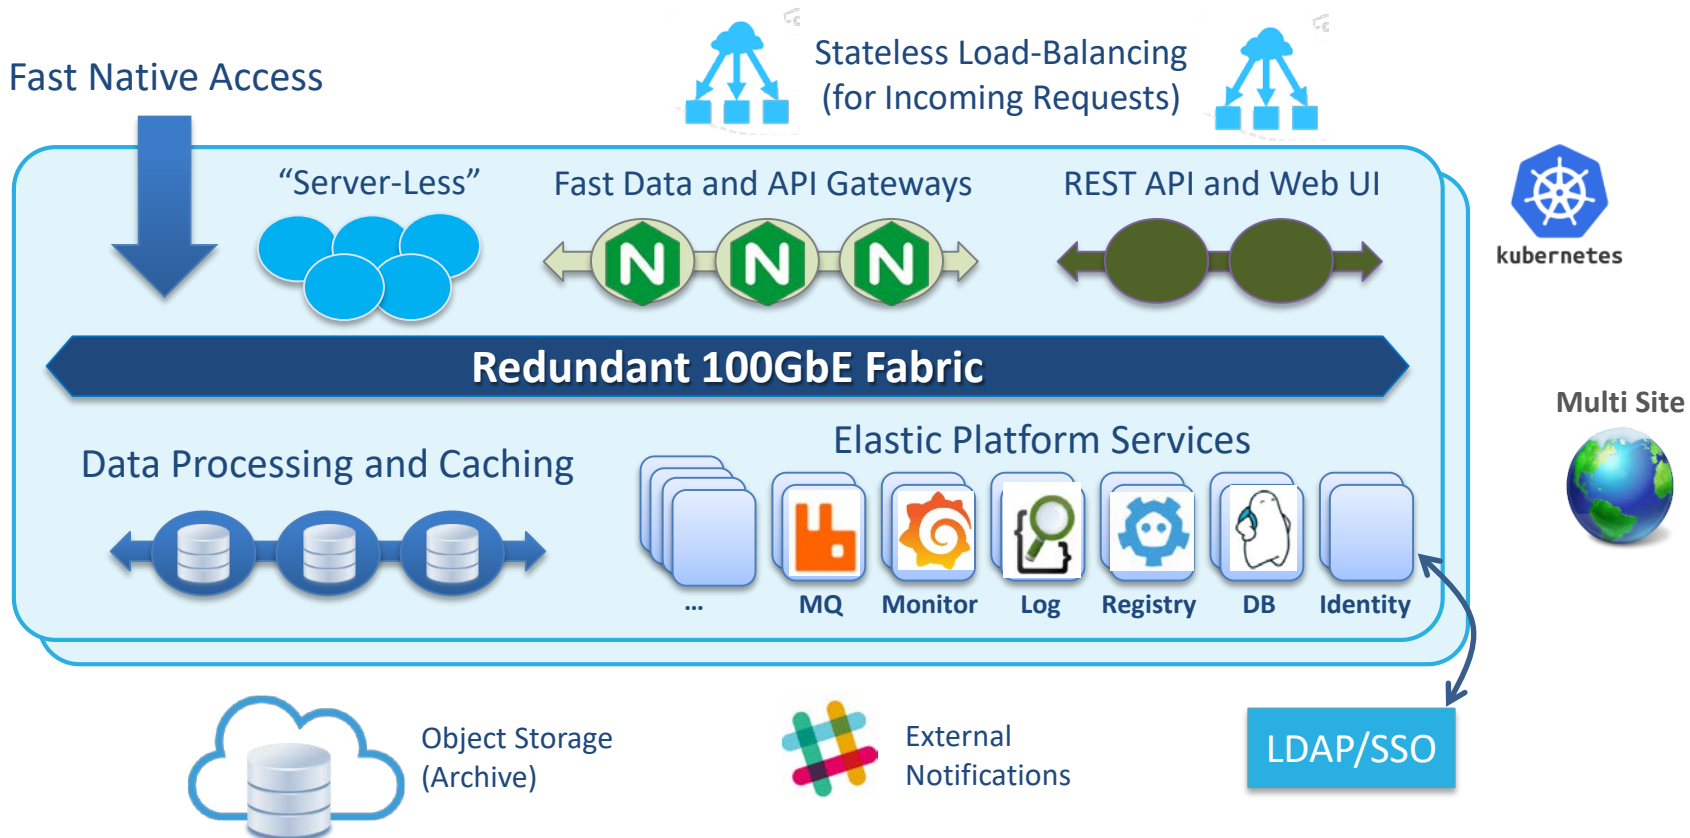 Fast Native Access
Stateless Load-Balancing
(for Incoming Requests)
“Server-Less”
Fast Data and API Gateways
REST API and Web UI
N
N
N
kubernetes
Redundant 100GbE Fabric
Multi Site
Data Processing and Caching
Elastic Platform Services
...
MQ
Monitor
Log
Registry
DB
Identity
Object Storage
(Archive)
External
Notifications
LDAP/SSO